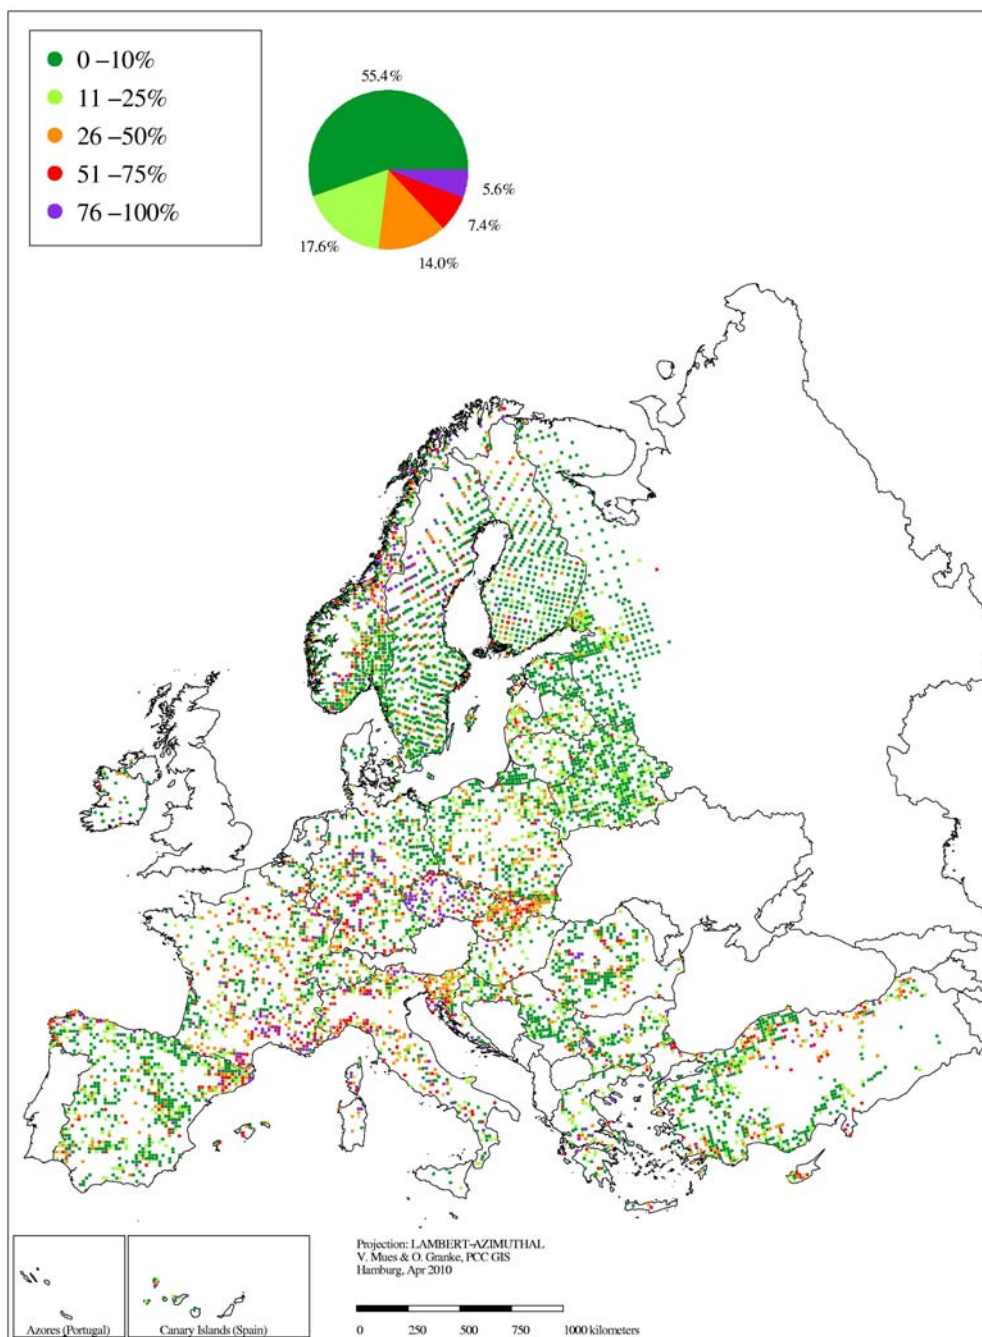 0 –10%
11 –25%
26 –50%
51 –75%
76 –100%
55.4%
5.6%
7.4%
17.6%
14.0%
Projection: LAMBERT-AZIMUTHAL
V. Mues & O. Granke, PCC GIS
Hamburg, Apr 2010
Azores (Portugal)
Canary Islands (Spain)
0 250 500 750 1000 kilometers